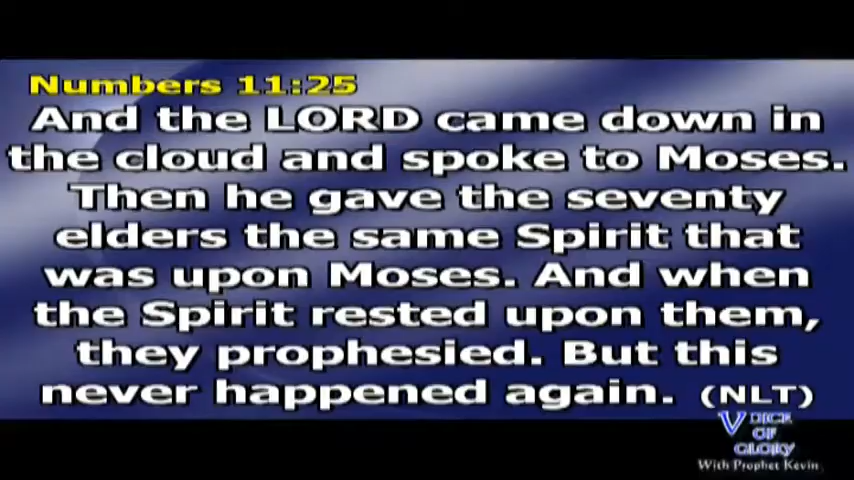 Numbers 11:25
And the LORD came down in
the cloud and spoke to Moses.
Then he gave the seventy
elders the same Spirit that
was upon Moses. And when
the Spirit rested upon them,
they prophesied. But this
never happened again. (NLT)
VOICE
OF
GLORY
With Prophet Kevin